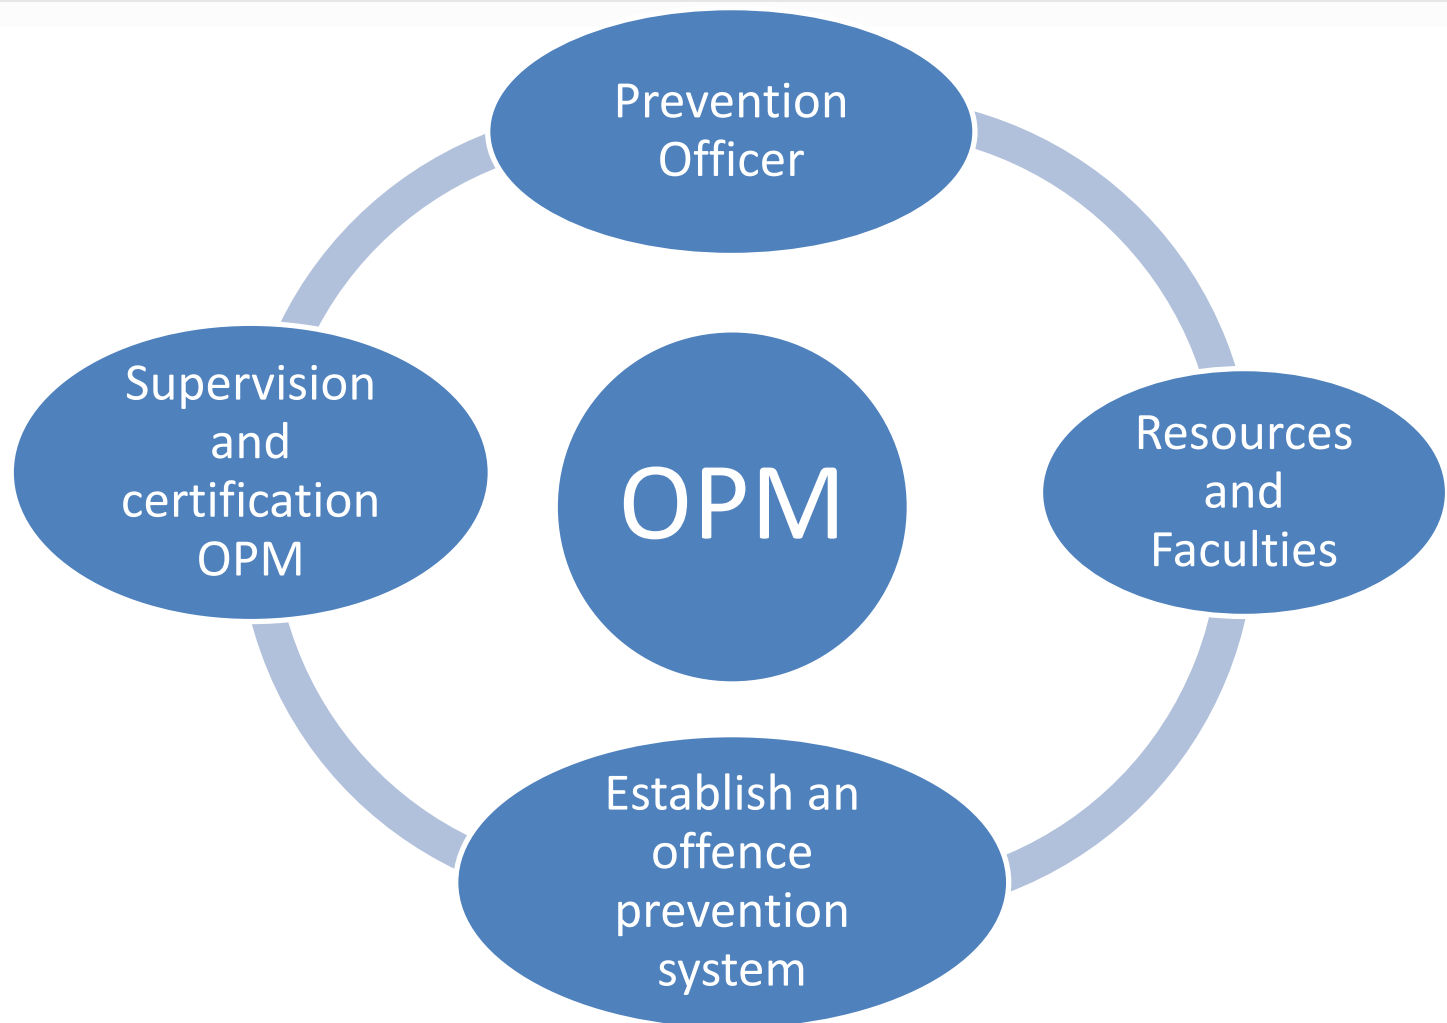 Prevention
Officer
Supervision
and
certification
OPM
OPM
Resources
and
Faculties
Establish an
offence
prevention
system